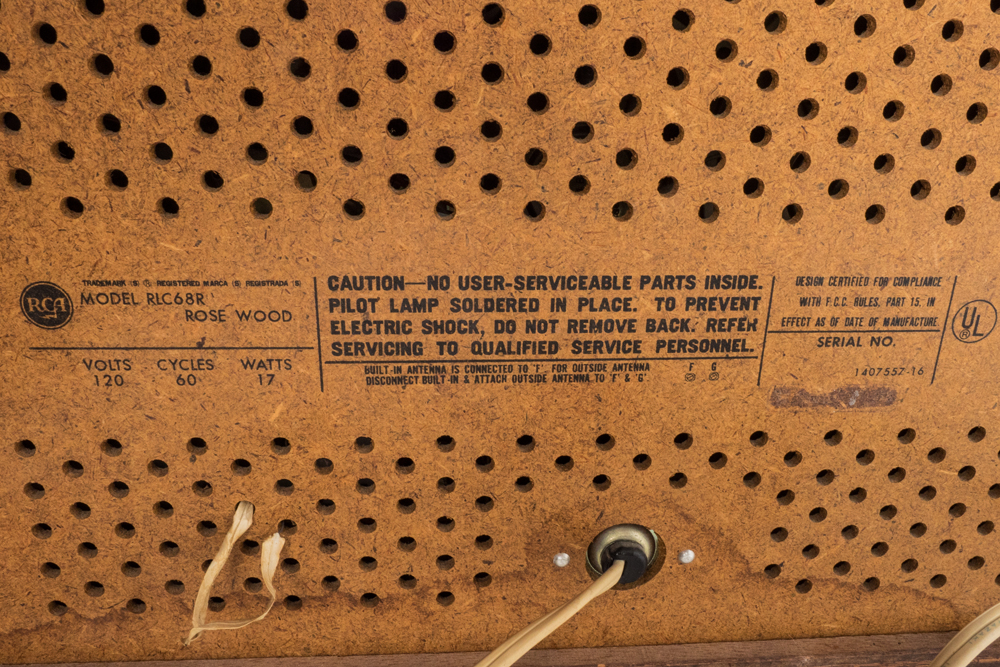 RCA
TRADEMARK (S) ® REGISTERED MARCA (S) REGISTRADA (S)
MODEL RLC68R
ROSE WOOD
VOLTS CYCLES WATTS
120 60 17
CAUTION—NO USER-SERVICEABLE PARTS INSIDE.
PILOT LAMP SOLDERED IN PLACE. TO PREVENT
ELECTRIC SHOCK, DO NOT REMOVE BACK. REFER
SERVICING TO QUALIFIED SERVICE PERSONNEL.
BUILT-IN ANTENNA IS CONNECTED TO 'F'. FOR OUTSIDE ANTENNA
DISCONNECT BUILT-IN & ATTACH OUTSIDE ANTENNA TO 'F' & 'G'
F G
DESIGN CERTIFIED FOR COMPLIANCE
WITH F.C.C. RULES, PART 15, IN
EFFECT AS OF DATE OF MANUFACTURE
SERIAL NO.
1407557-16
UL
®